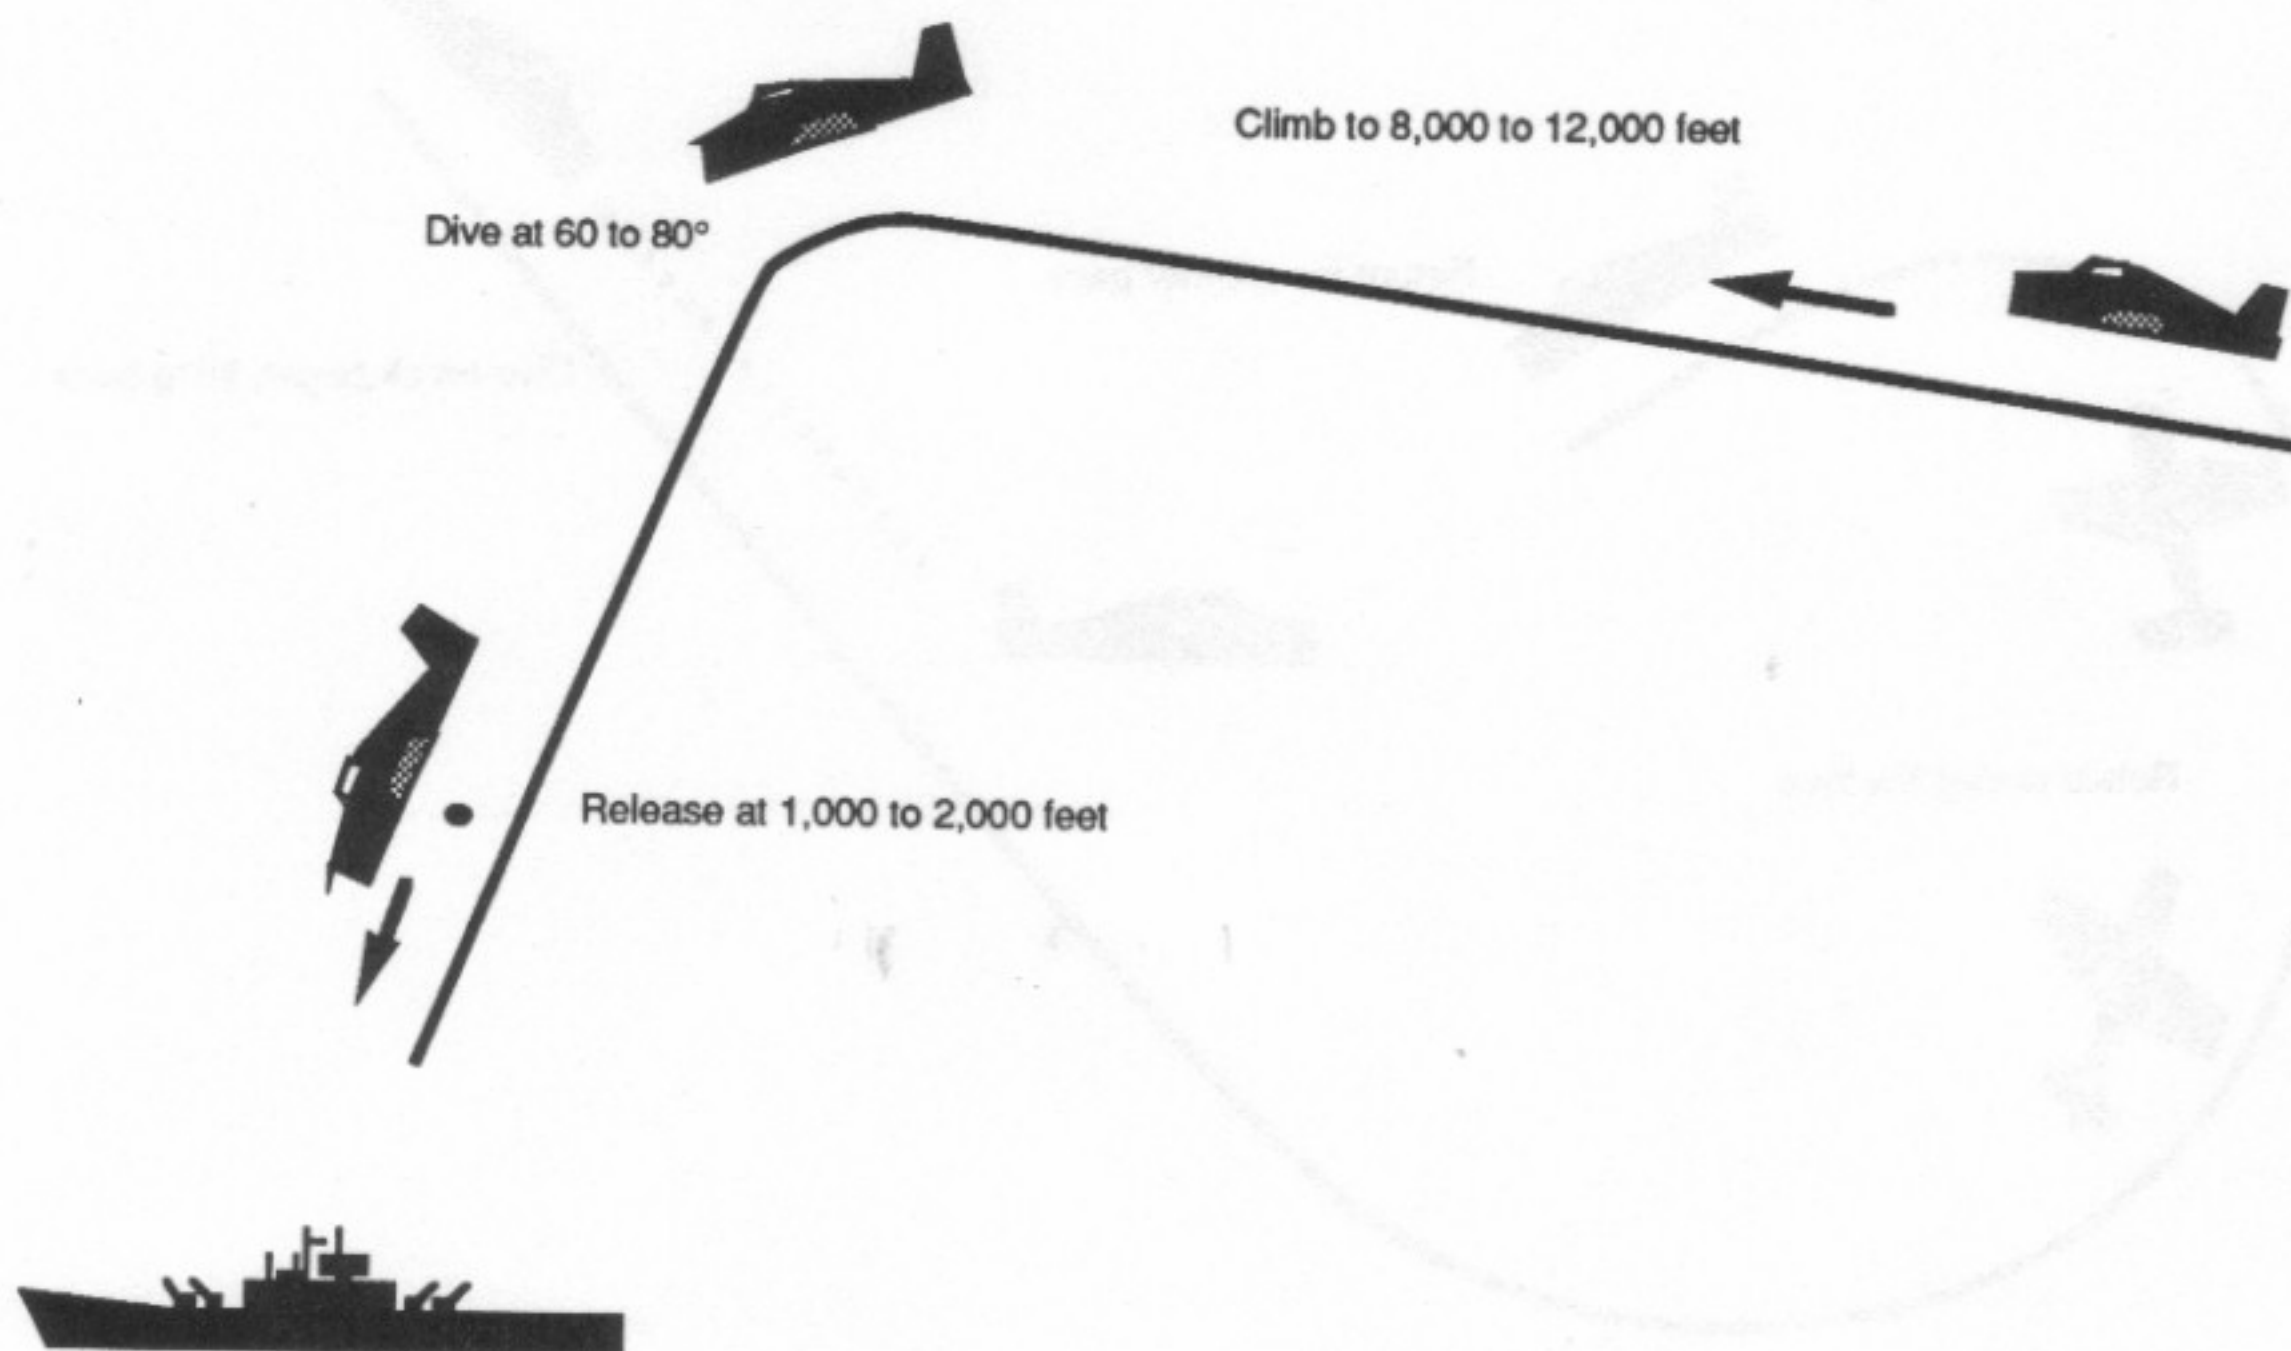 Climb to 8,000 to 12,000 feet
Dive at 60 to 80°
Release at 1,000 to 2,000 feet